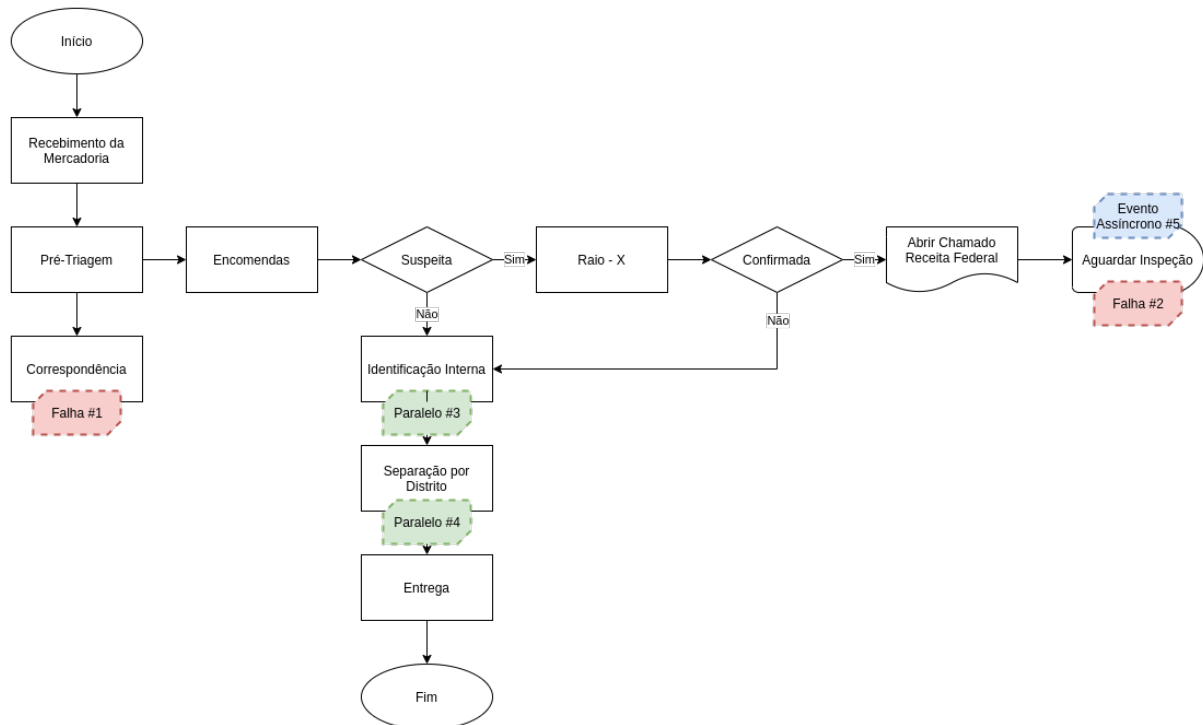 Início
Recebimento da
Mercadoria
Pré-Triagem
Encomendas
Suspeita
Sim
Raio - X
Confirmada
Sim
Abrir Chamado
Receita Federal
Evento
Assíncrono #5
Aguardar Inspeção
Falha #2
Não
Não
Correspondência
Falha #1
Identificação Interna
Paralelo #3
Separação por
Distrito
Paralelo #4
Entrega
Fim